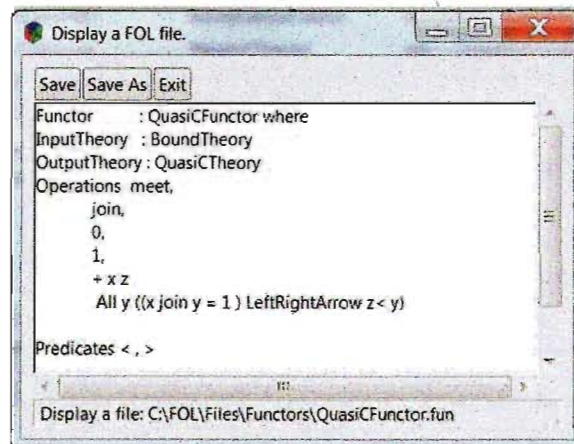 Display a FOL file.
Save Save As Exit
Functor : QuasiCFunctor where
InputTheory : BoundTheory
OutputTheory : QuasiCTheory
Operations meet,
join,
0,
1,
+ x z
All y ((x join y = 1 ) LeftRightArrow z< y)
Predicates < , >
Display a file: C:\FOL\Files\Functors\QuasiCFunctor.fun